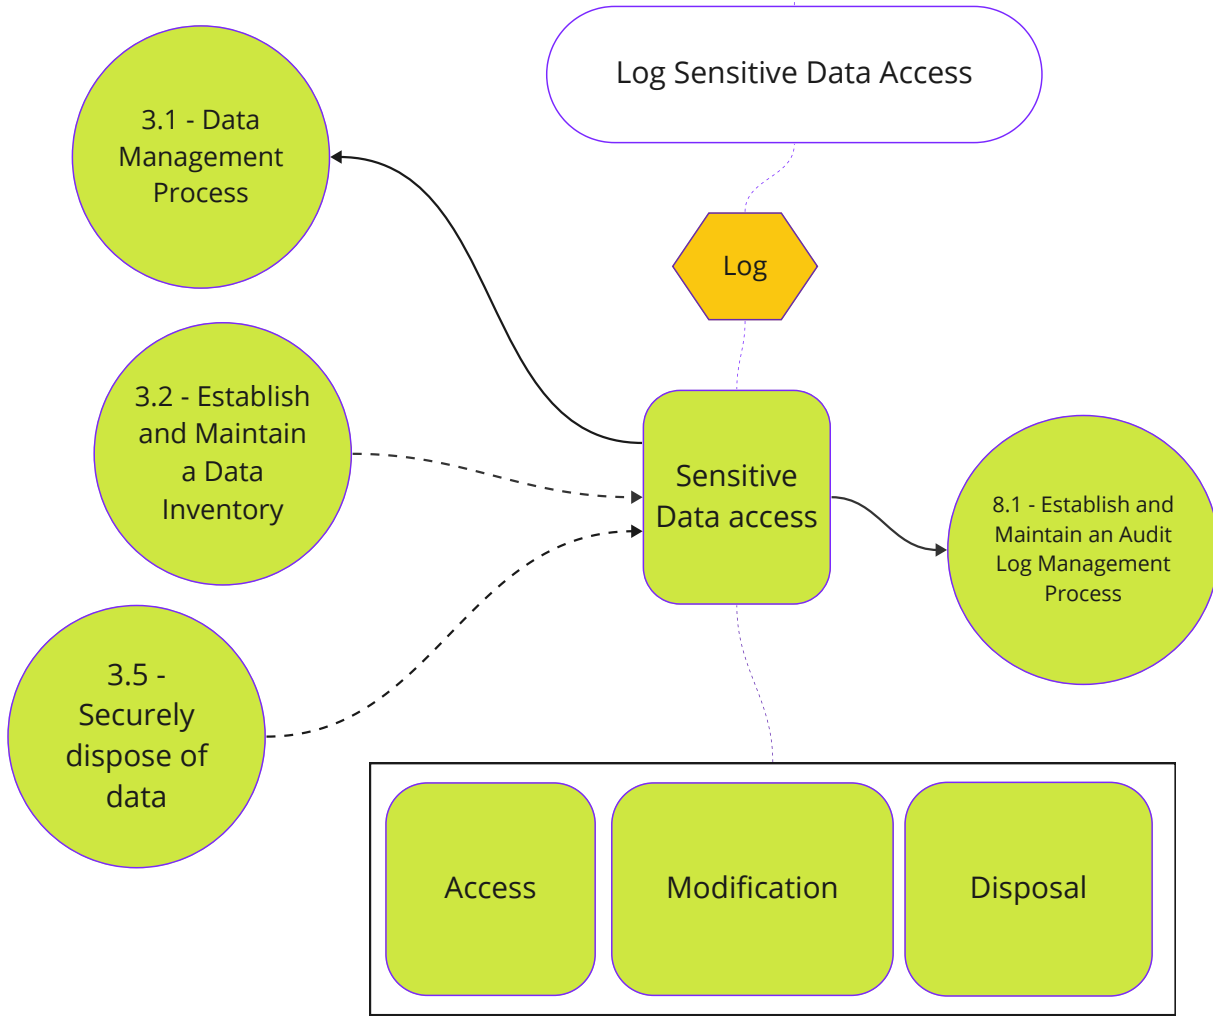 Log Sensitive Data Access
3.1 - Data
Management
Process
Log
3.2 - Establish
and Maintain
a Data
Inventory
Sensitive
Data access
8.1 - Establish and
Maintain an Audit
Log Management
Process
3.5 -
Securely
dispose of
data
Access
Modification
Disposal